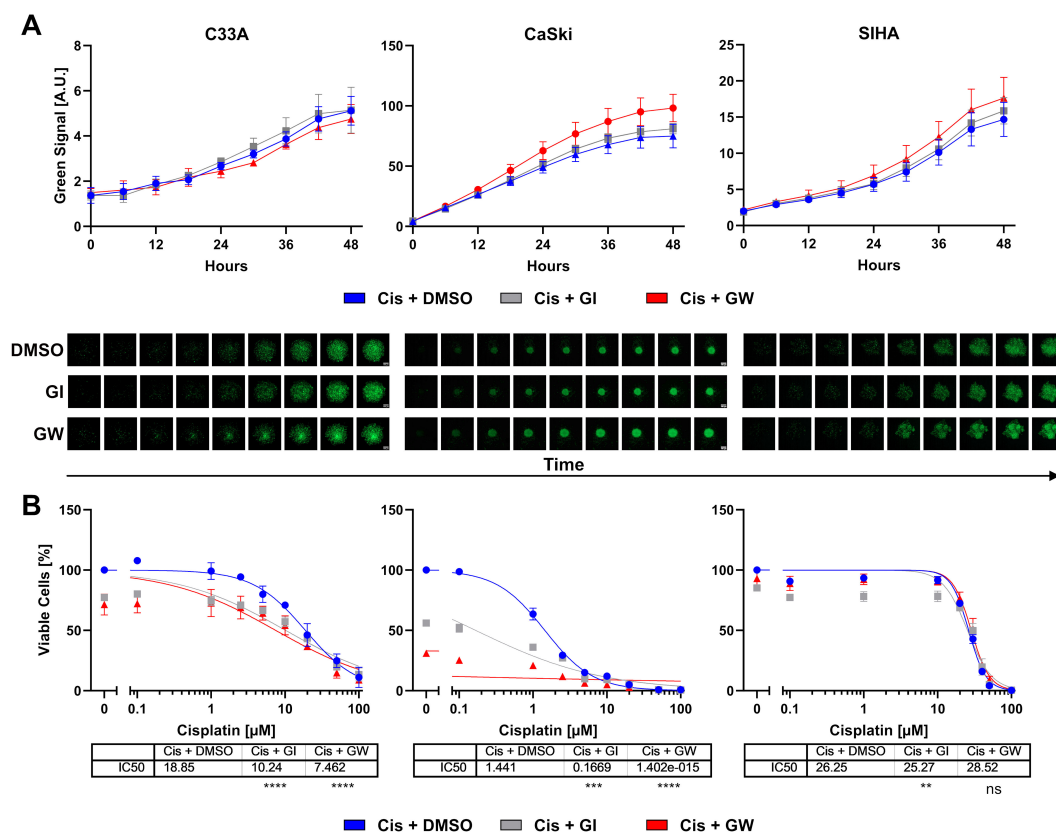 A
C33A
CaSki
SIHA
Green Signal [A.U.]
8
6
4
2
0
0 12 24 36 48
Hours
150
100
50
0
0 12 24 36 48
Hours
25
20
15
10
5
0
0 12 24 36 48
Hours
Cis + DMSO Cis + GI Cis + GW
DMSO
GI
GW
Time
B
Viable Cells [%]
150
100
50
0
0 0.1 1 10 100
Cisplatin [µM]
150
100
50
0
0 0.1 1 10 100
Cisplatin [µM]
150
100
50
0
0 0.1 1 10 100
Cisplatin [µM]
Cis + DMSO Cis + GI Cis + GW
IC50 18.85 10.24 7.462
**** ****
Cis + DMSO Cis + GI Cis + GW
IC50 1.441 0.1669 1.402e-015
*** ****
Cis + DMSO Cis + GI Cis + GW
IC50 26.25 25.27 28.52
** ns
Cis + DMSO Cis + GI Cis + GW